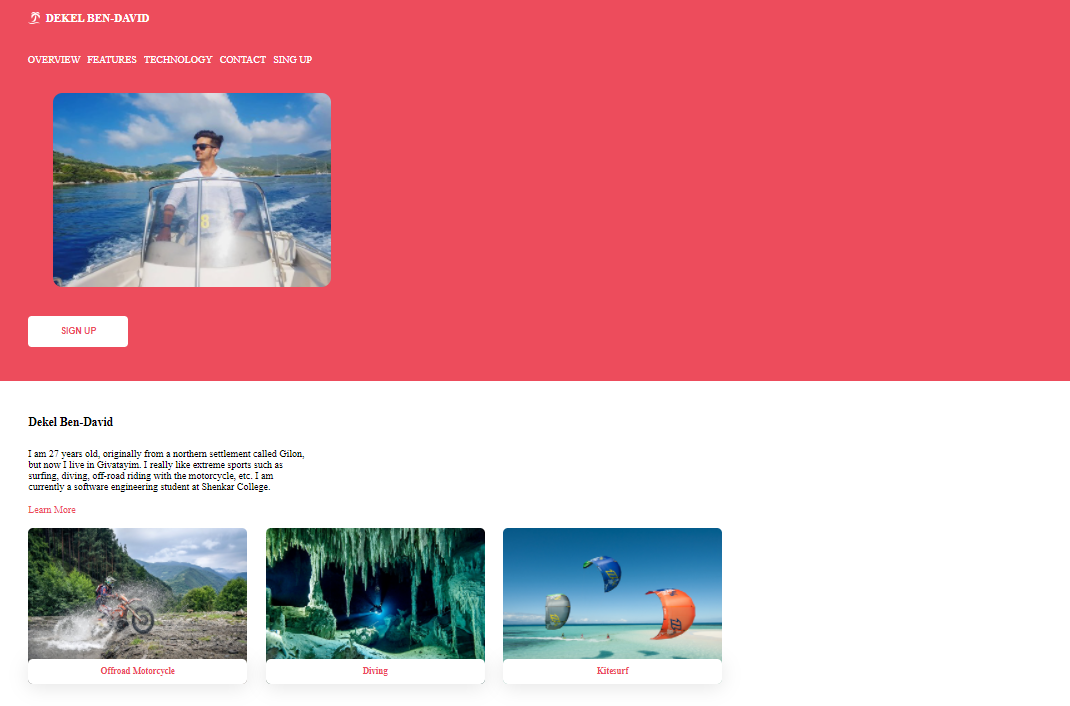 DEKEL BEN-DAVID
OVERVIEW FEATURES TECHNOLOGY CONTACT SING UP
8
SIGN UP
Dekel Ben-David
I am 27 years old, originally from a northern settlement called Gilon,
but now I live in Givatayim. I really like extreme sports such as
surfing, diving, off-road riding with the motorcycle, etc. I am
currently a software engineering student at Shenkar College.
Learn More
Offroad Motorcycle
Diving
Kitesurf